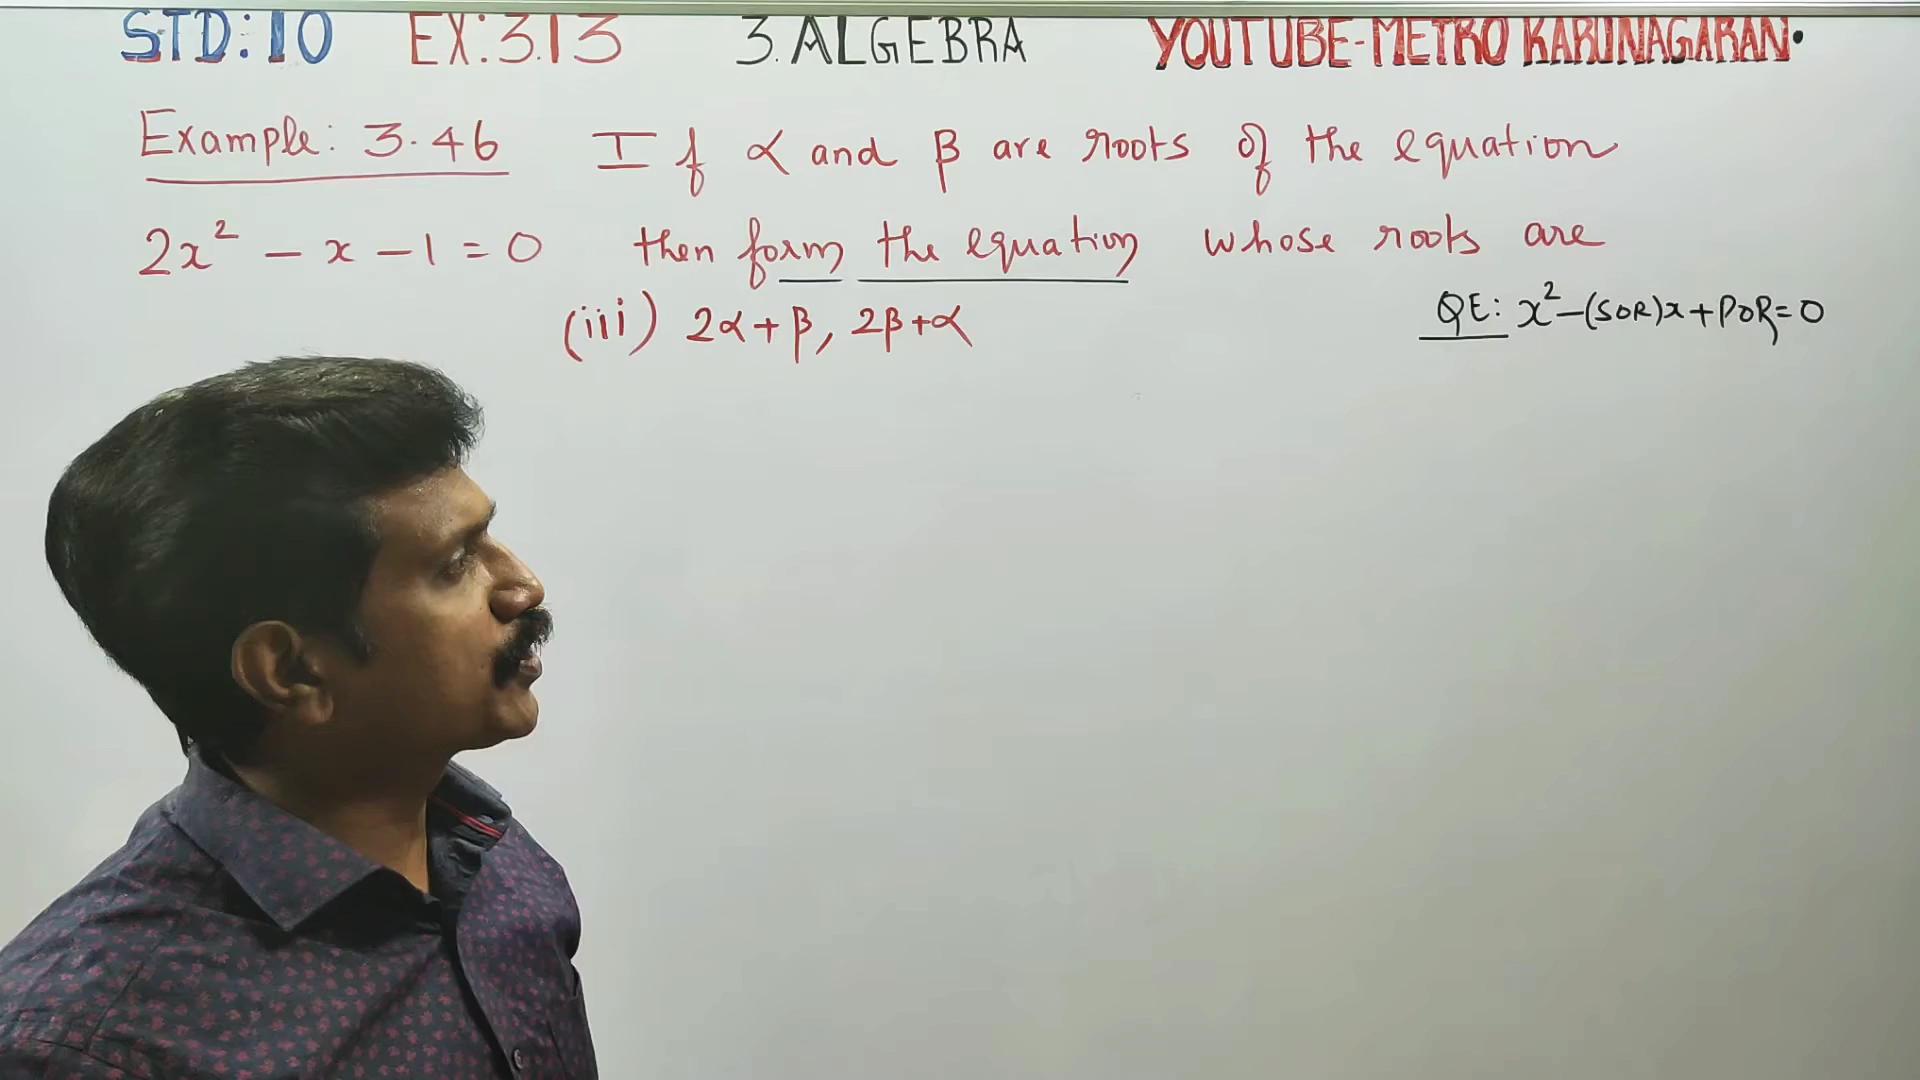 STD:10 EX:3.13 3.ALGEBRA YOUTUBE-METRO KARUNAGARAN.
Example: 3.46 If α and β are roots of the equation
2x² - x - 1 = 0 then form the equation whose roots are
(iii) 2α+β, 2β+α QE: x²-(SOR)x+POR=0